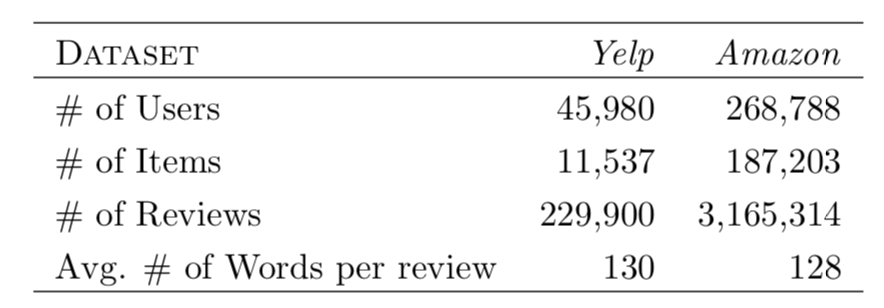 DATASET Yelp Amazon
# of Users 45,980 268,788
# of Items 11,537 187,203
# of Reviews 229,900 3,165,314
Avg. # of Words per review 130 128